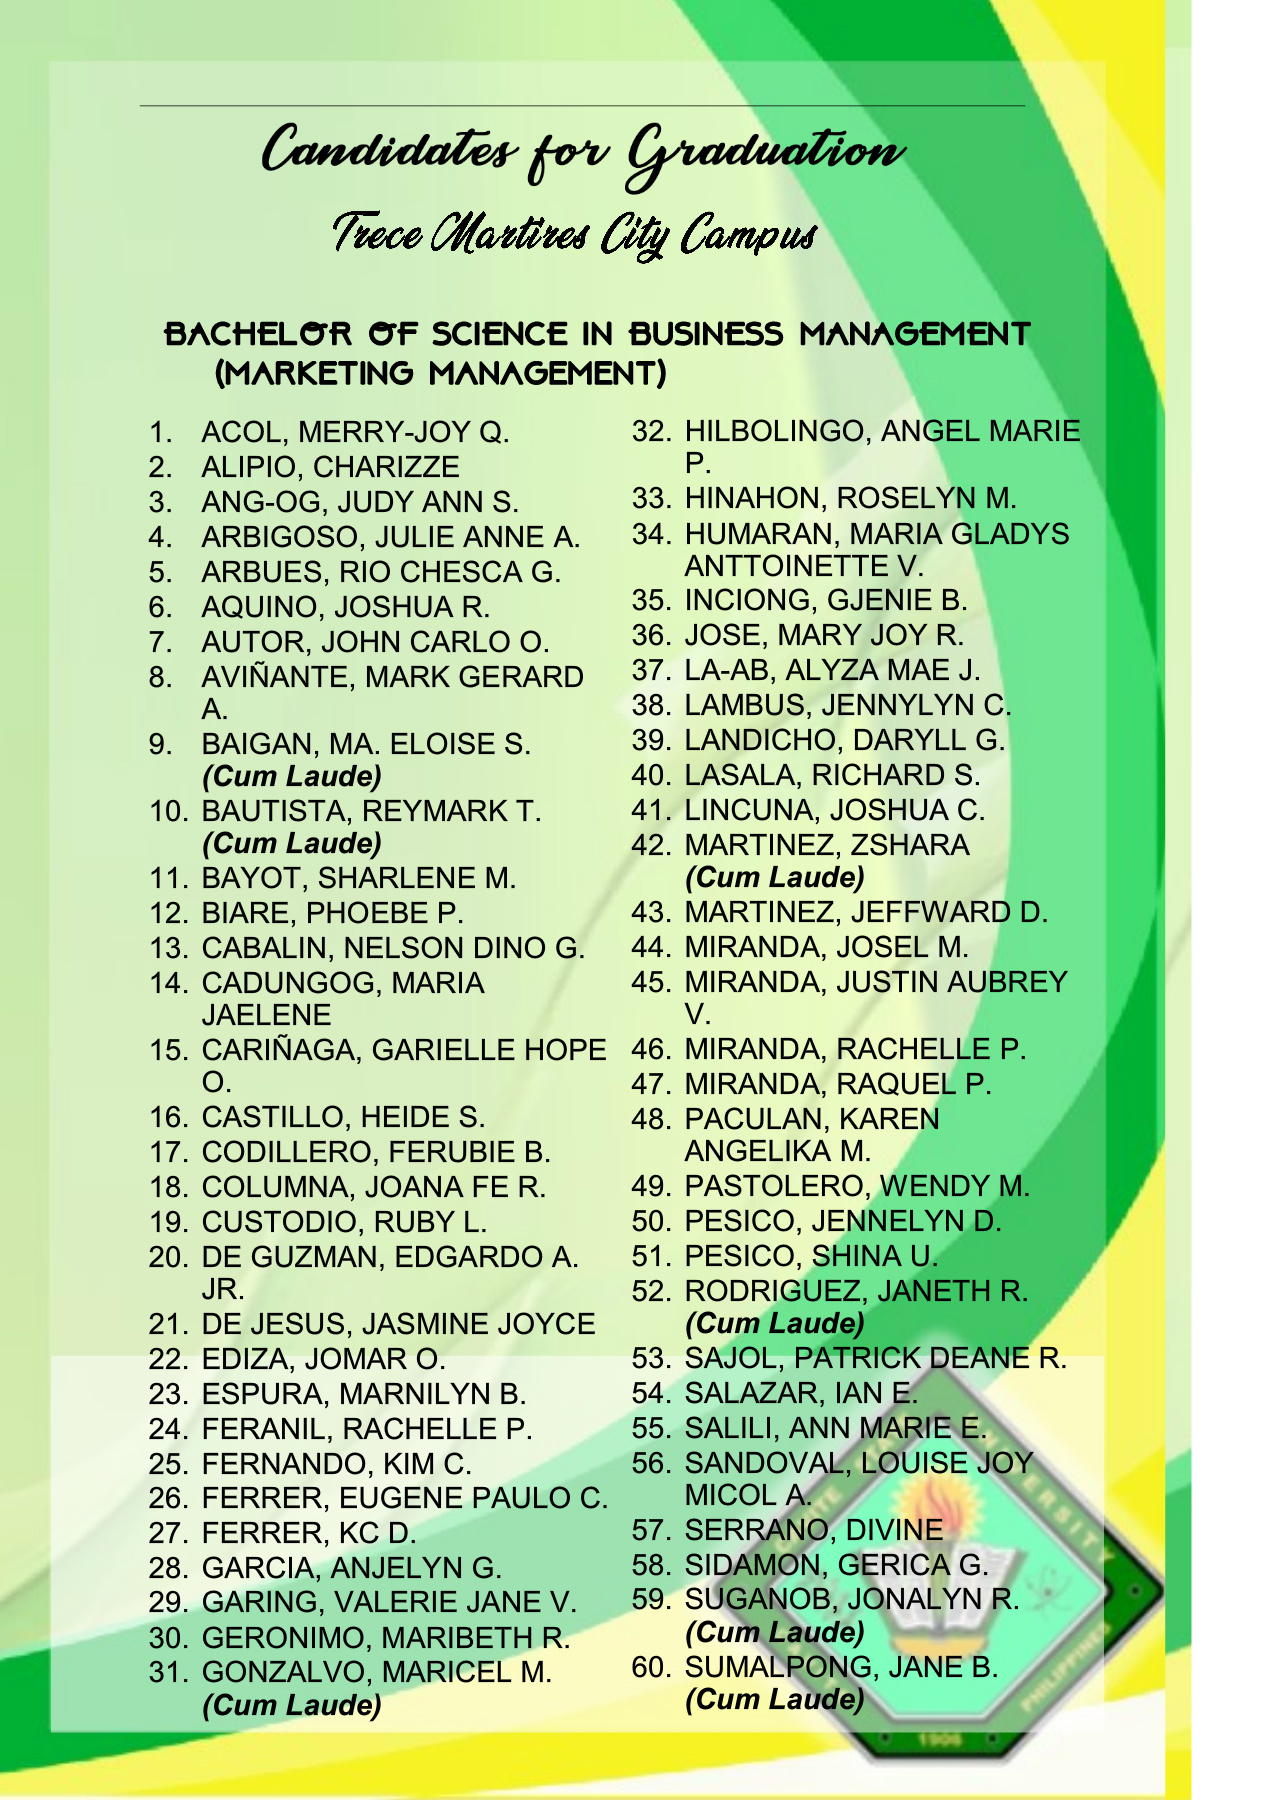 Candidates for Graduation
Trece Martires City Campus
BACHELOR OF SCIENCE IN BUSINESS MANAGEMENT
(MARKETING MANAGEMENT)
1. ACOL, MERRY-JOY Q.
2. ALIPIO, CHARIZZE
3. ANG-OG, JUDY ANN S.
4. ARBIGOSO, JULIE ANNE A.
5. ARBUES, RIO CHESCA G.
6. AQUINO, JOSHUA R.
7. AUTOR, JOHN CARLO O.
8. AVIÑANTE, MARK GERARD
A.
9. BAIGAN, MA. ELOISE S.
(Cum Laude)
10. BAUTISTA, REYMARK T.
(Cum Laude)
11. BAYOT, SHARLENE M.
12. BIARE, PHOEBE P.
13. CABALIN, NELSON DINO G.
14. CADUNGOG, MARIA
JAELENE
15. CARIÑAGA, GARIELLE HOPE
O.
16. CASTILLO, HEIDE S.
17. CODILLERO, FERUBIE B.
18. COLUMNA, JOANA FE R.
19. CUSTODIO, RUBY L.
20. DE GUZMAN, EDGARDO A.
JR.
21. DE JESUS, JASMINE JOYCE
22. EDIZA, JOMAR O.
23. ESPURA, MARNILYN B.
24. FERANIL, RACHELLE P.
25. FERNANDO, KIM C.
26. FERRER, EUGENE PAULO C.
27. FERRER, KC D.
28. GARCIA, ANJELYN G.
29. GARING, VALERIE JANE V.
30. GERONIMO, MARIBETH R.
31. GONZALVO, MARICEL M.
(Cum Laude)
32. HILBOLINGO, ANGEL MARIE
P.
33. HINAHON, ROSELYN M.
34. HUMARAN, MARIA GLADYS
ANTTOINETTE V.
35. INCIONG, GJENIE B.
36. JOSE, MARY JOY R.
37. LA-AB, ALYZA MAE J.
38. LAMBUS, JENNYLYN C.
39. LANDICHO, DARYLL G.
40. LASALA, RICHARD S.
41. LINCUNA, JOSHUA C.
42. MARTINEZ, ZSHARA
(Cum Laude)
43. MARTINEZ, JEFFWARD D.
44. MIRANDA, JOSEL M.
45. MIRANDA, JUSTIN AUBREY
V.
46. MIRANDA, RACHELLE P.
47. MIRANDA, RAQUEL P.
48. PACULAN, KAREN
ANGELIKA M.
49. PASTOLERO, WENDY M.
50. PESICO, JENNELYN D.
51. PESICO, SHINA U.
52. RODRIGUEZ, JANETH R.
(Cum Laude)
53. SAJOL, PATRICK DEANE R.
54. SALAZAR, IAN E.
55. SALILI, ANN MARIE E.
56. SANDOVAL, LOUISE JOY
MICOL A.
57. SERRANO, DIVINE
58. SIDAMON, GERICA G.
59. SUGANOB, JONALYN R.
(Cum Laude)
60. SUMALPONG, JANE B.
(Cum Laude)
PHILIPPINES
1906